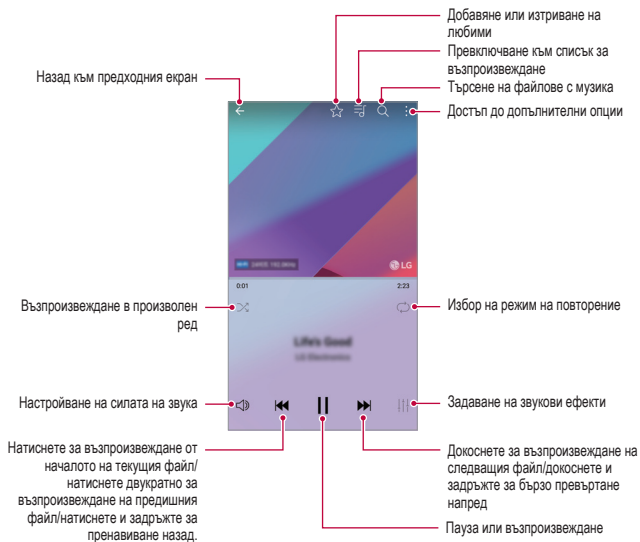 Добавяне или изтриване на
любими
Превключване към списък за
възпроизвеждане
Търсене на файлове с музика
Назад към предходния екран
Достъп до допълнителни опции
LG
0:01
2:23
Възпроизвеждане в произволен
ред
Избор на режим на повторение
Life's Good
LG Electronics
Настройване на силата на звука
Задаване на звукови ефекти
Натиснете за възпроизвеждане от
началото на текущия файл/
натиснете двукратно за
възпроизвеждане на предишния
файл/натиснете и задръжте за
пренавиване назад.
Докоснете за възпроизвеждане на
следващия файл/докоснете и
задръжте за бързо превъртане
напред
Пауза или възпроизвеждане